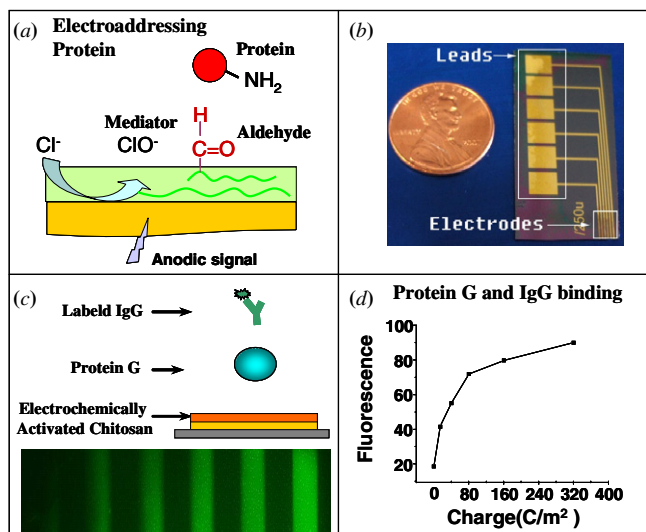 (a)
Electroaddressing
Protein
Protein
NH2
H
Mediator
Aldehyde
Cl-
ClO-
C=O
Anodic signal
(b)
Leads
/250u
Electrodes
(c)
Labeld IgG
Protein G
Electrochemically
Activated Chitosan
(d)
Protein G and IgG binding
Fluorescence
100
80
60
40
20
0 80 160 240 320 400
Charge(C/m2 )